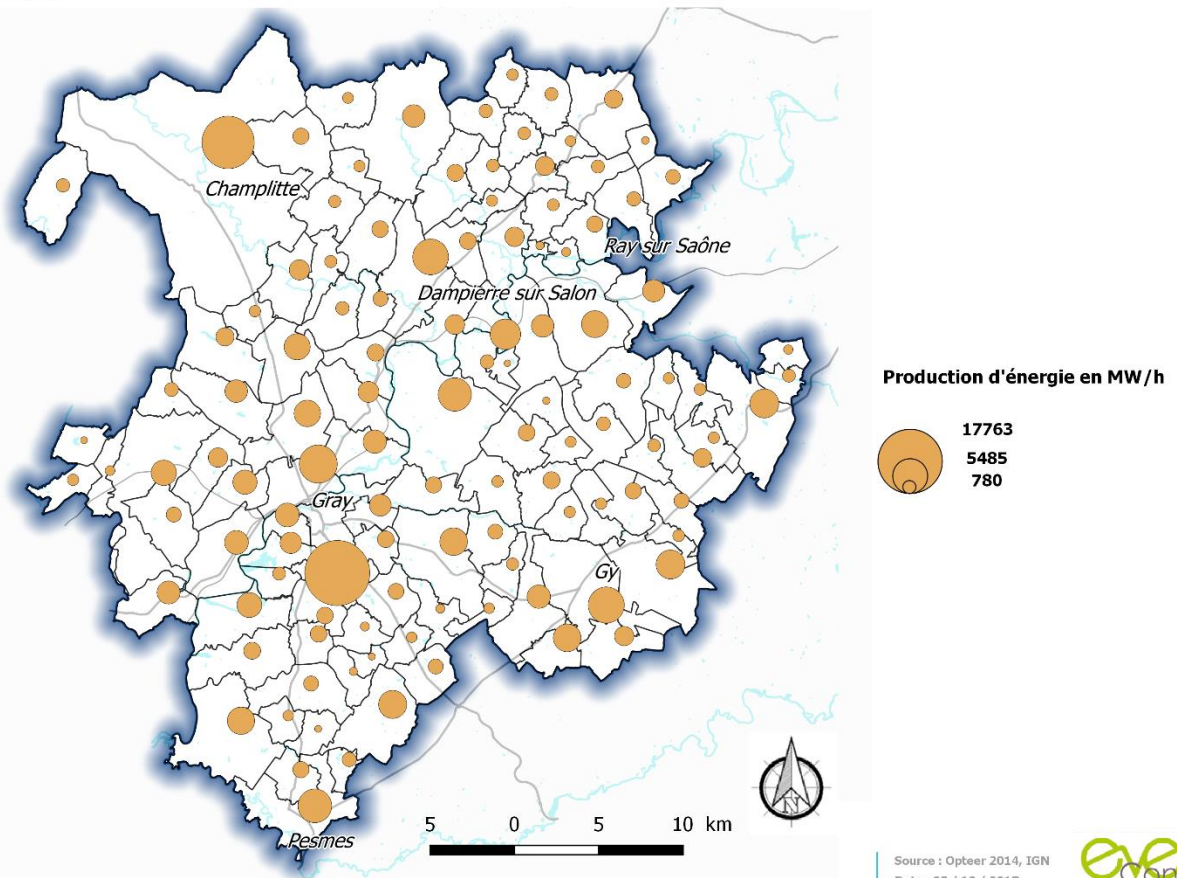 Champlitte
Ray sur Saône
Dampierre sur Salon
Gray
Gy
Pesmes
Production d'énergie en MW/h
17763
5485
780
N
5 0 5 10 km
Source : Opteer 2014, IGN
eve